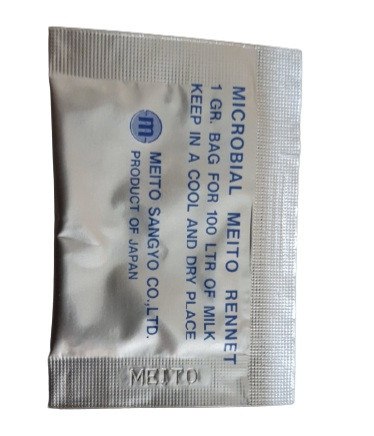 MICROBIAL MEITO RENNET
1 GR. BAG FOR 100 LTR OF MILK
KEEP IN A COOL AND DRY PLACE
m
MEITO SANGYO CO.,LTD.
PRODUCT OF JAPAN
MEITO